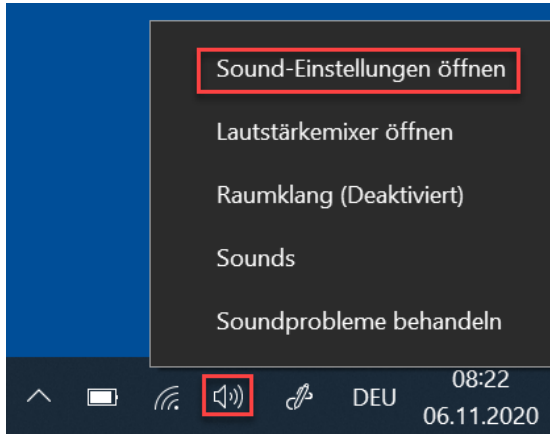 Sound-Einstellungen öffnen
Lautstärkemixer öffnen
Raumklang (Deaktiviert)
Sounds
Soundprobleme behandeln
DEU
08:22
06.11.2020